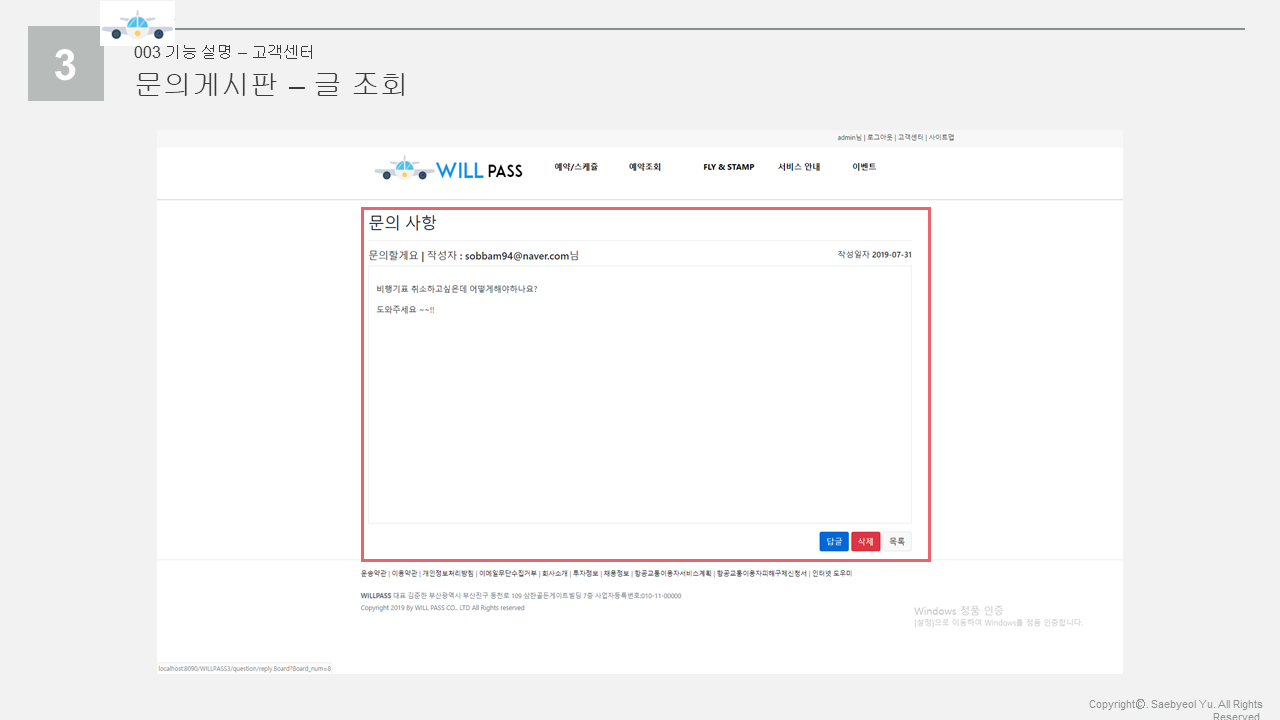 3
003 기능 설명 – 고객센터
문의게시판 – 글 조회
admin님 | 로그아웃 | 고객센터 | 사이트맵
WILL PASS
예약/스케쥴 예약조회 FLY & STAMP 서비스 안내 이벤트
문의 사항
문의할게요 | 작성자 : sobbam94@naver.com님 작성일자 2019-07-31
비행기표 취소하고싶은데 어떻게해야하나요?
도와주세요 ~~!!
답글 삭제 목록
운송약관 | 이용약관 | 개인정보처리방침 | 이메일무단수집거부 | 회사소개 | 투자정보 | 채용정보 | 항공교통이용자서비스계획 | 항공교통이용자피해구제신청서 | 인터넷 도우미
WILLPASS 대표 김준한 부산광역시 부산진구 동천로 109 삼한골든게이트빌딩 7층 사업자등록번호:010-11-00000
Copyright 2019 By WILL PASS CO,. LTD All Rights reserved
Windows 정품 인증
[설정]으로 이동하여 Windows를 정품 인증합니다.
localhost:8090/WILLPASS3/question/reply.Board?Board_num=8
Copyright©. Saebyeol Yu. All Rights
Reserved.